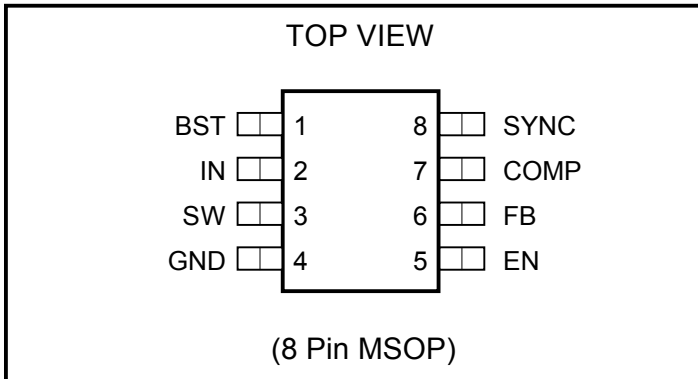 TOP VIEW
BST 1 8 SYNC
IN 2 7 COMP
SW 3 6 FB
GND 4 5 EN
(8 Pin MSOP)